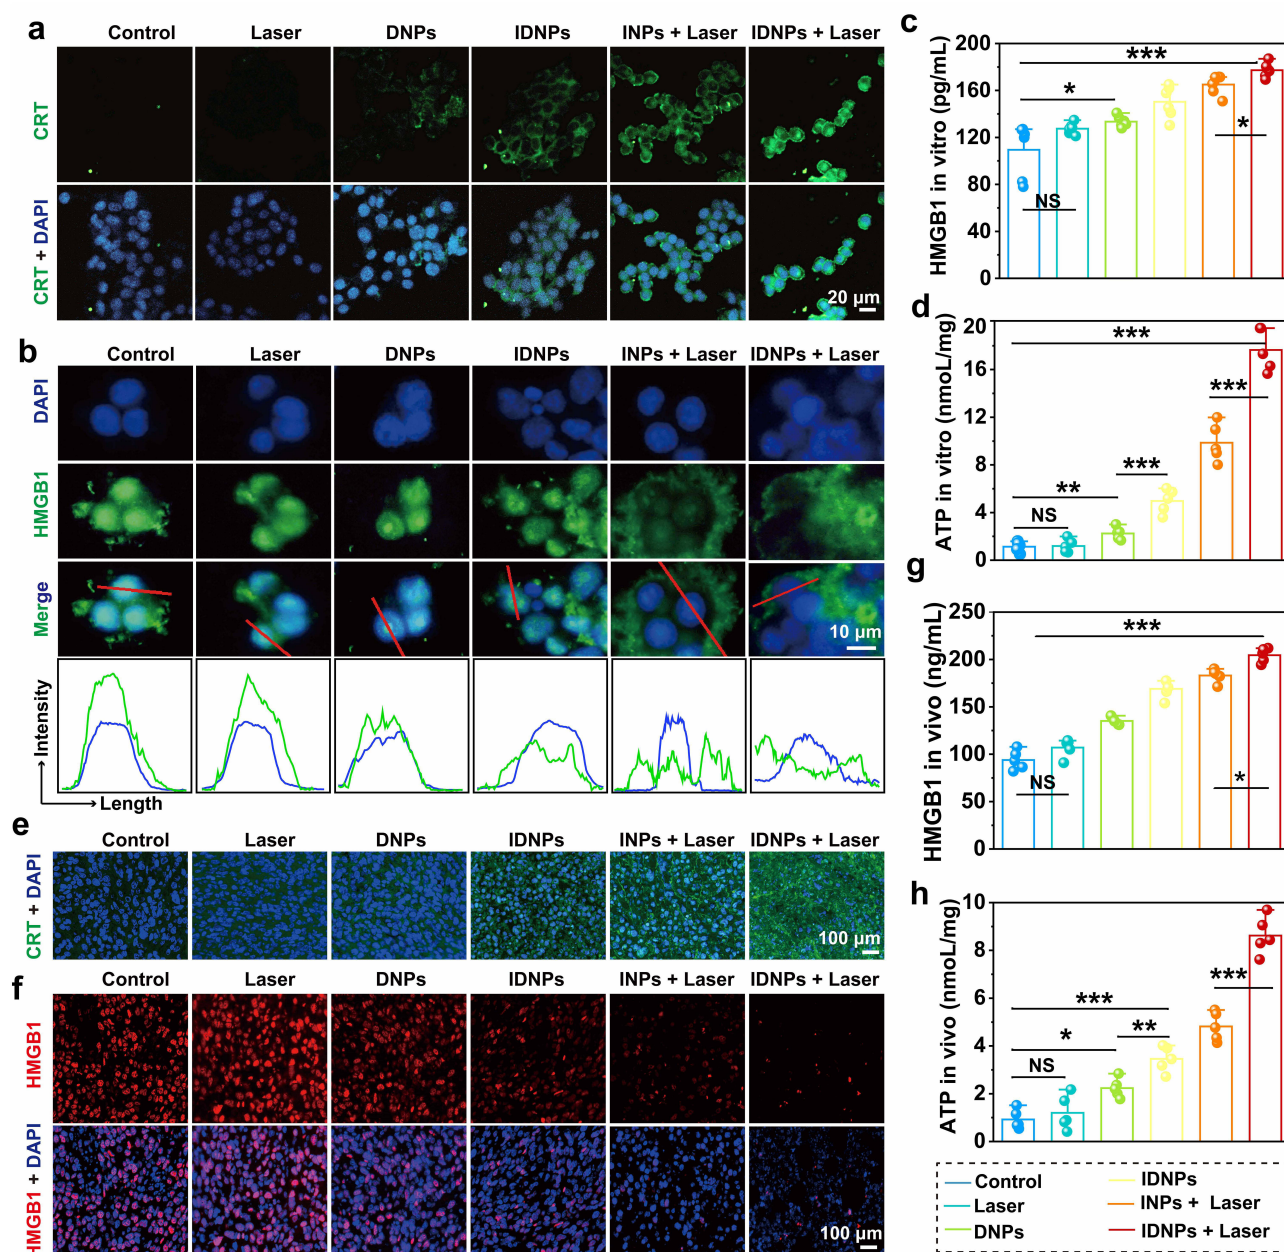 a
Control Laser DNPs IDNPs INPs + Laser IDNPs + Laser
CRT
CRT + DAPI
20 µm
b
Control Laser DNPs IDNPs INPs + Laser IDNPs + Laser
DAPI
HMGB1
Merge
10 µm
Intensity
Length
c
HMGB1 in vitro (pg/mL)
200
160
120
80
40
0
***
*
*
NS
d
ATP in vitro (nmoL/mg)
20
16
12
8
4
0
***
***
***
**
NS
e
Control Laser DNPs IDNPs INPs + Laser IDNPs + Laser
CRT + DAPI
100 µm
f
Control Laser DNPs IDNPs INPs + Laser IDNPs + Laser
HMGB1
HMGB1 + DAPI
100 µm
g
HMGB1 in vivo (ng/mL)
250
200
150
100
50
0
***
*
NS
h
ATP in vivo (nmoL/mg)
10
8
6
4
2
0
***
***
**
*
NS
Control IDNPs
Laser INPs + Laser
DNPs IDNPs + Laser